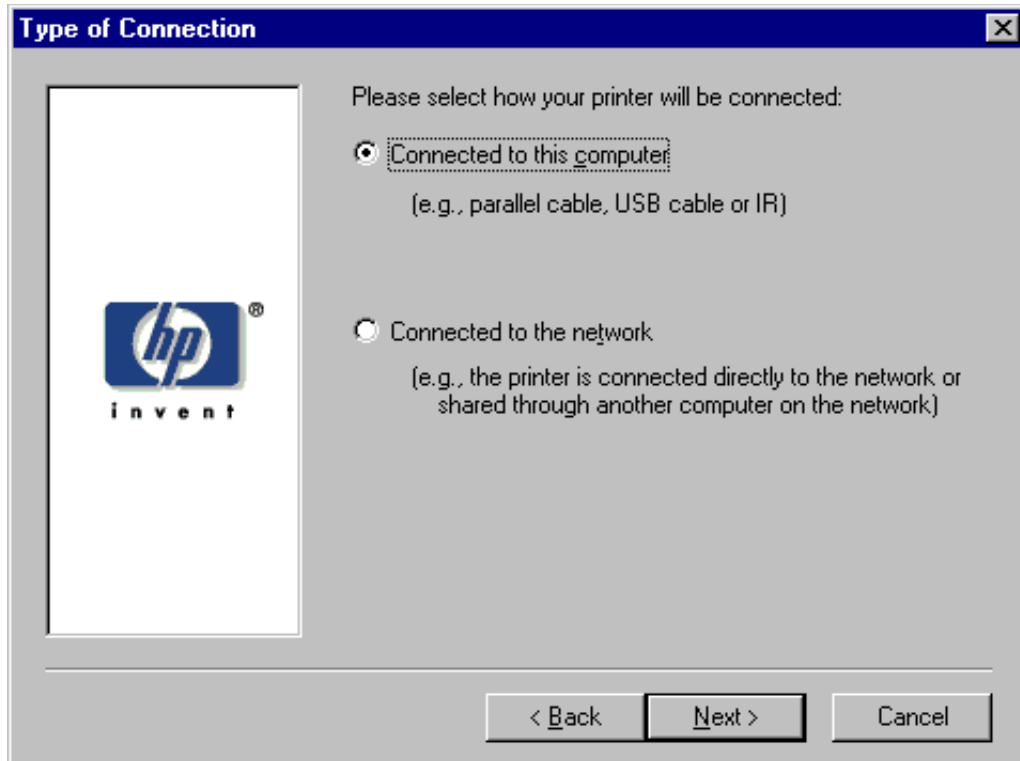 Type of Connection
Please select how your printer will be connected:
Connected to this computer
(e.g., parallel cable, USB cable or IR)
hp ®
invent
Connected to the network
(e.g., the printer is connected directly to the network or
shared through another computer on the network)
< Back
Next >
Cancel